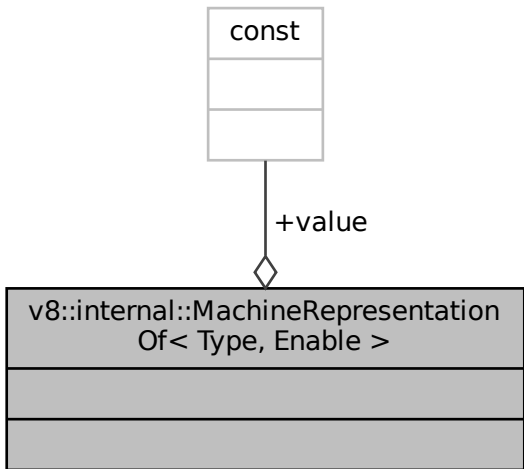 const
+value
v8::internal::MachineRepresentation
Of< Type, Enable >